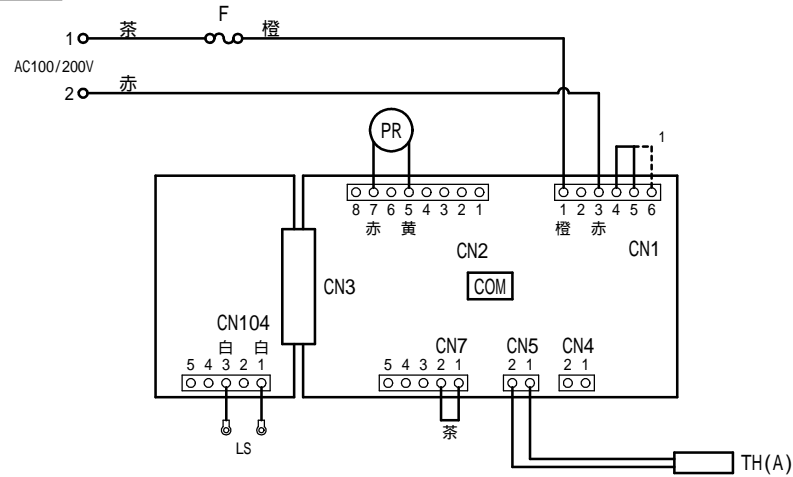 F
1 茶 橙
AC100/200V
2 赤
PR
1
8 7 6 5 4 3 2 1
赤 黄
1 2 3 4 5 6
橙 赤
CN2
CN1
CN3
COM
CN104
白 白
5 4 3 2 1
LS
CN7
5 4 3 2 1
茶
CN5
2 1
CN4
2 1
TH(A)